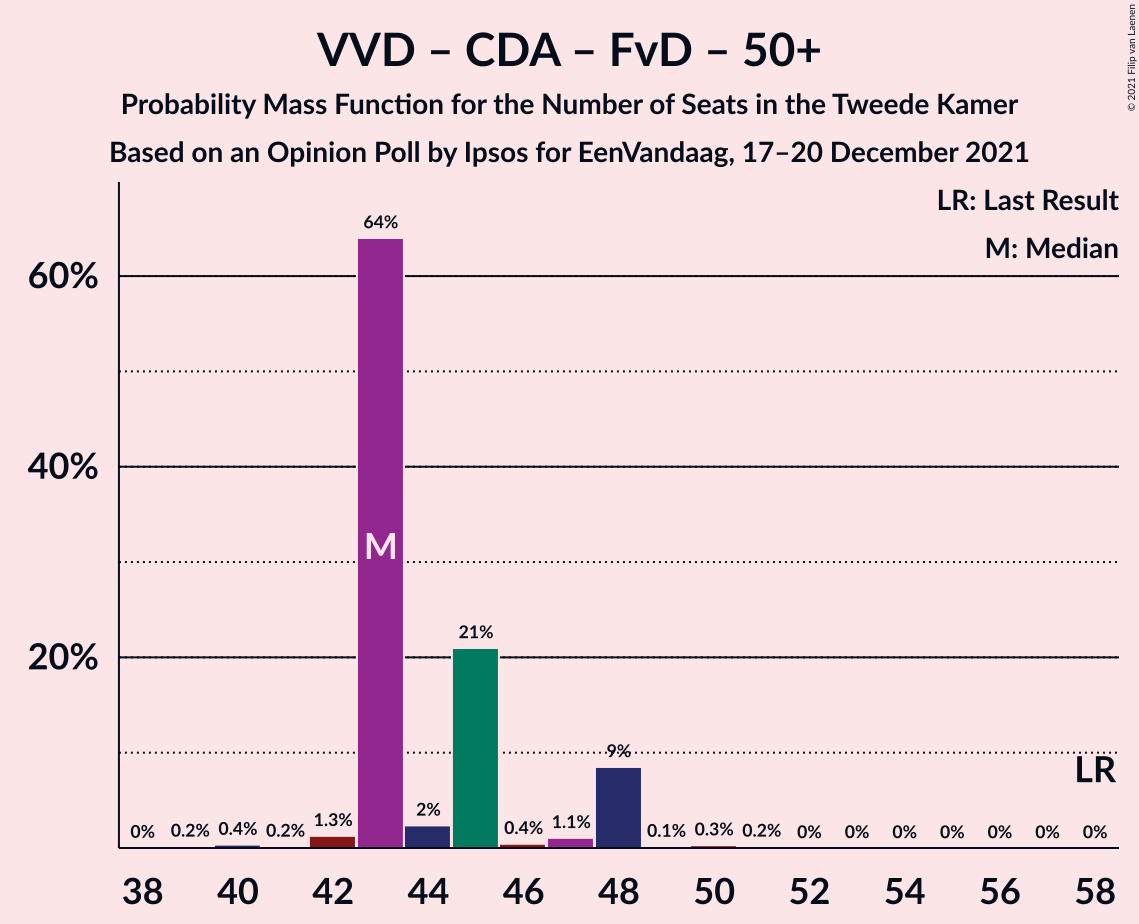 VVD – CDA – FvD – 50+
Probability Mass Function for the Number of Seats in the Tweede Kamer
Based on an Opinion Poll by Ipsos for EenVandaag, 17–20 December 2021
© 2021 Filip van Laenen
LR: Last Result
M: Median
60%
40%
20%
64%
M
21%
9%
LR
0% 0.2% 0.4% 0.2% 1.3% 2% 0.4% 1.1% 0.1% 0.3% 0.2% 0% 0% 0% 0% 0% 0% 0%
38 40 42 44 46 48 50 52 54 56 58